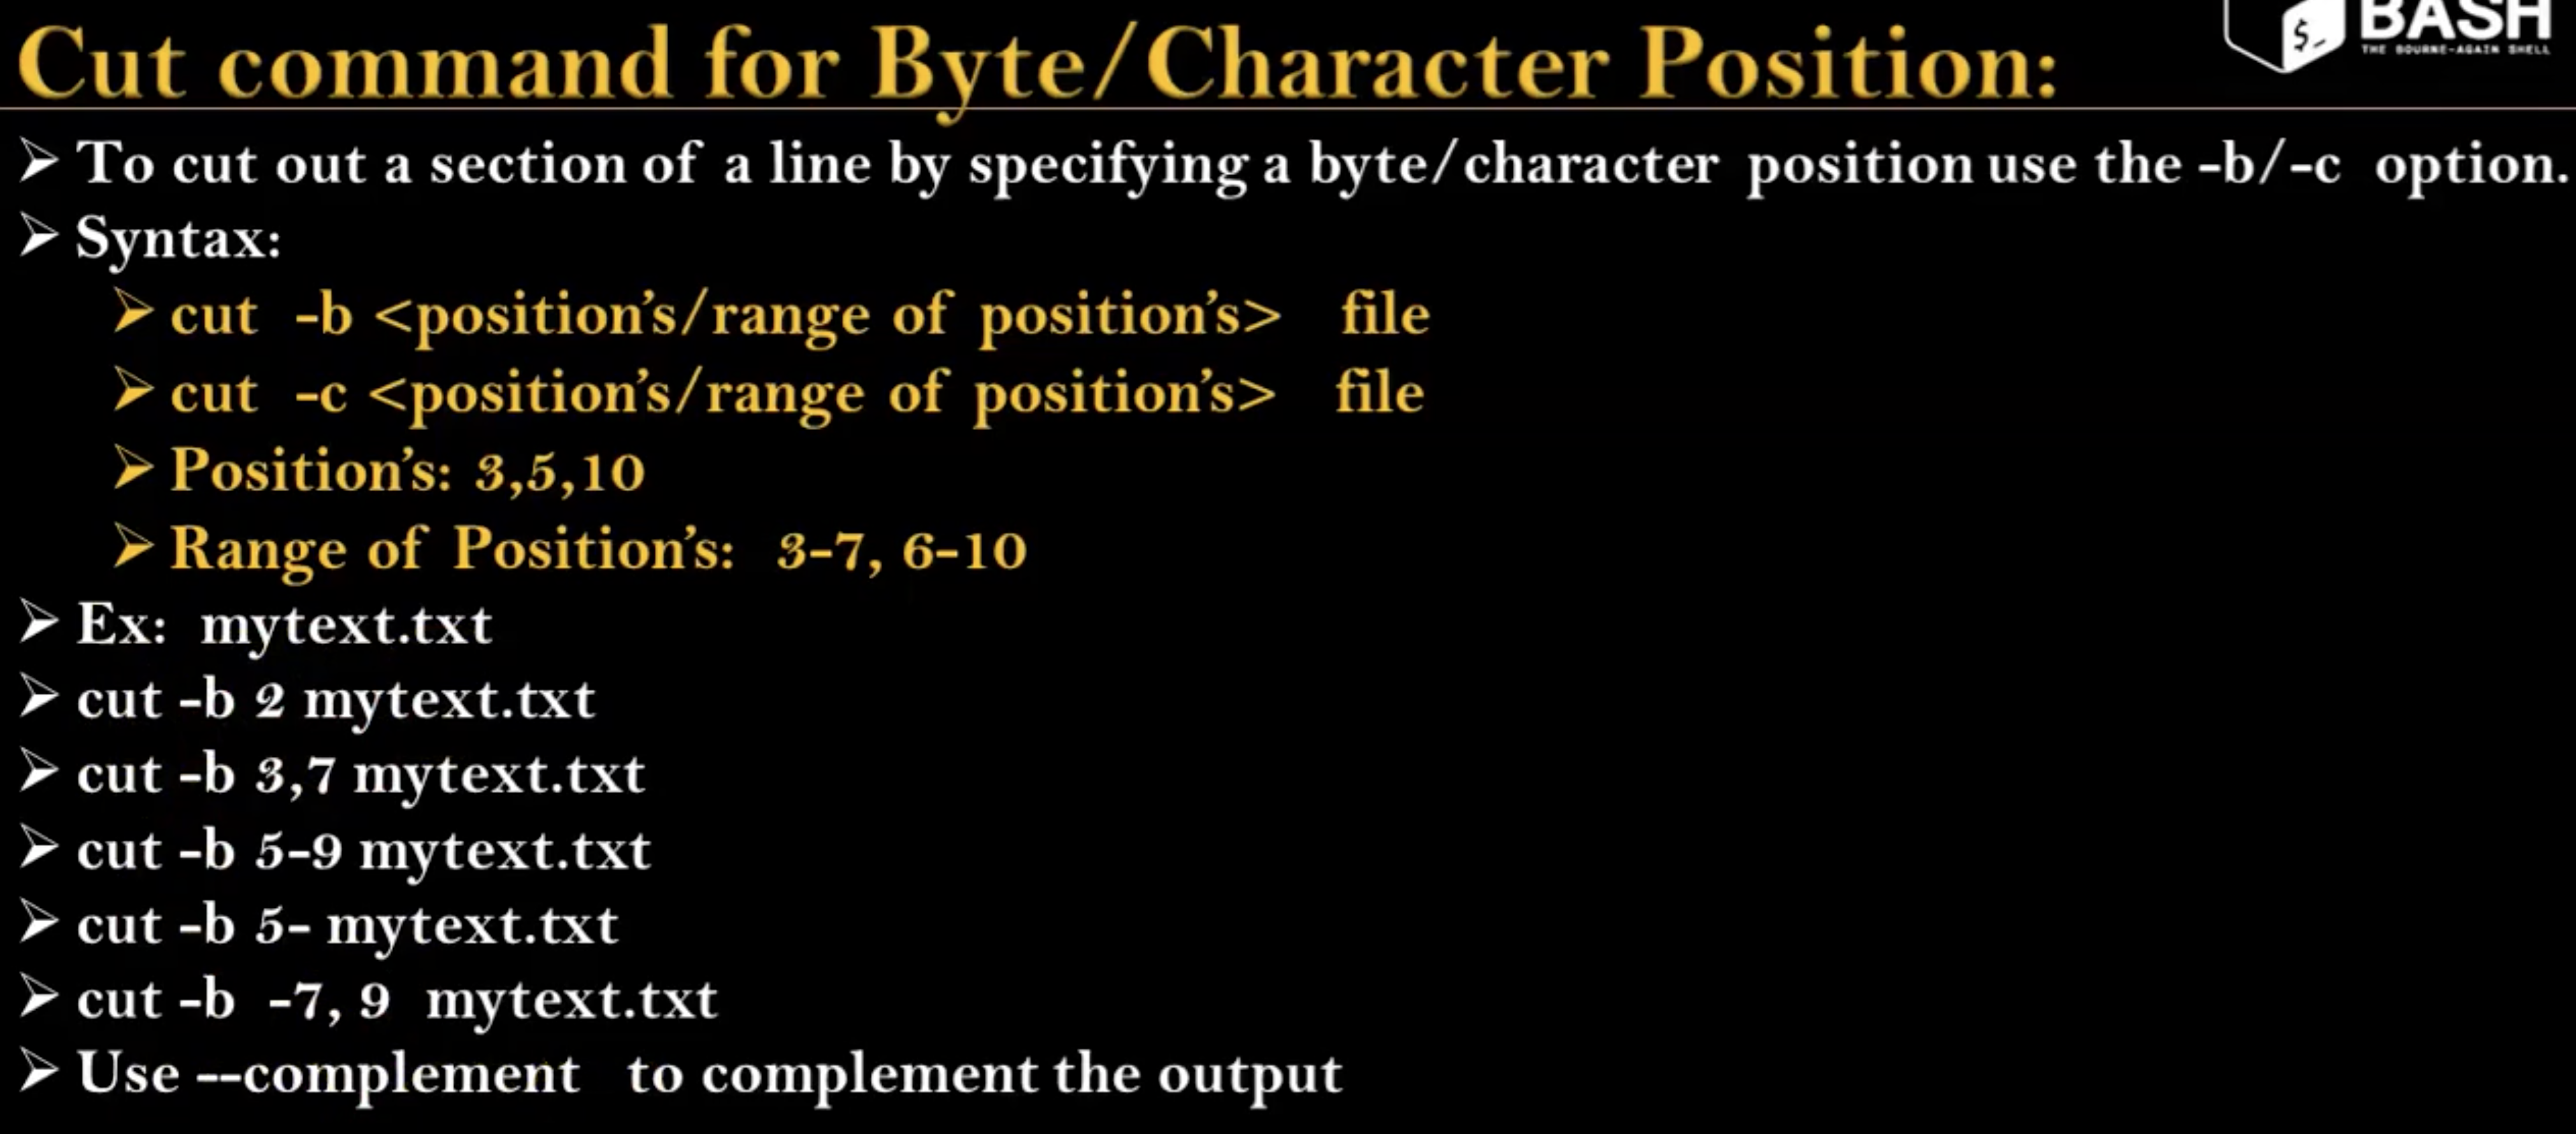 BASH
THE BOURNE-AGAIN SHELL
$_
Cut command for Byte/Character Position:
➢ To cut out a section of a line by specifying a byte/character position use the -b/-c option.
➢ Syntax:
➢ cut -b <position’s/range of position’s> file
➢ cut -c <position’s/range of position’s> file
➢ Position’s: 3,5,10
➢ Range of Position’s: 3-7, 6-10
➢ Ex: mytext.txt
➢ cut -b 2 mytext.txt
➢ cut -b 3,7 mytext.txt
➢ cut -b 5-9 mytext.txt
➢ cut -b 5- mytext.txt
➢ cut -b -7, 9 mytext.txt
➢ Use --complement to complement the output